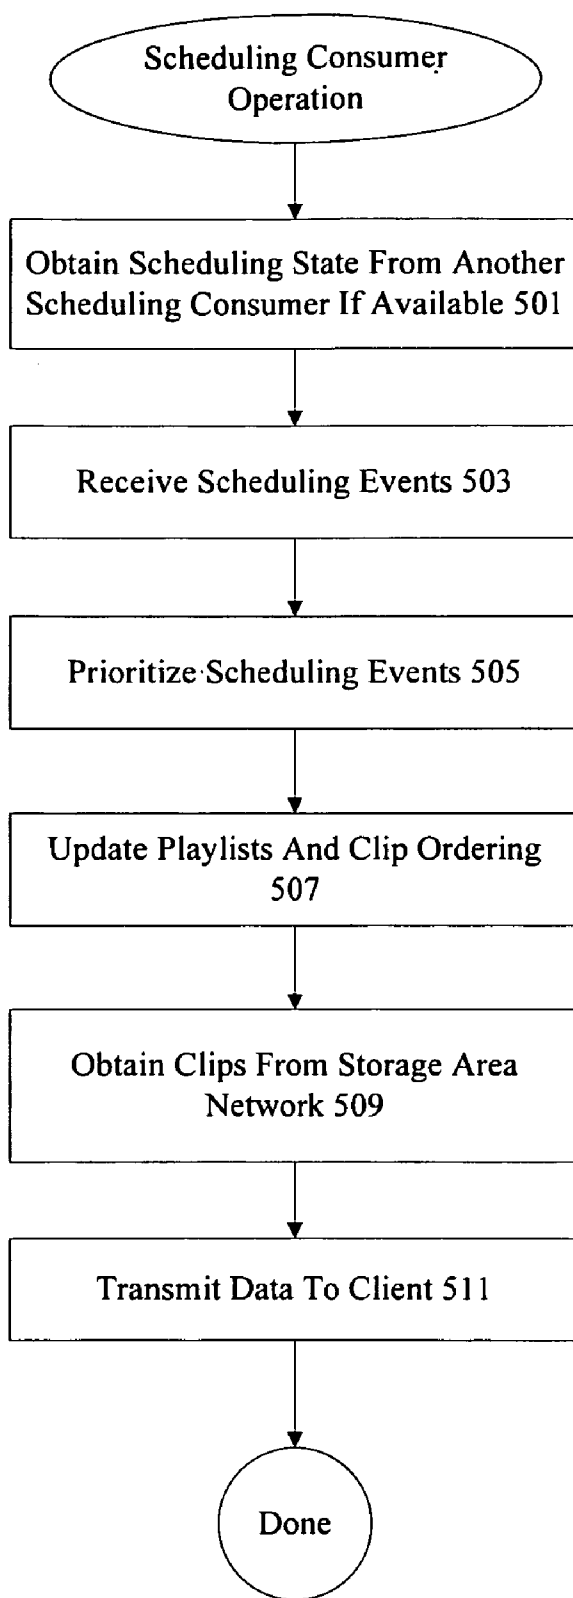 Scheduling Consumer
Operation
Obtain Scheduling State From Another
Scheduling Consumer If Available 501
Receive Scheduling Events 503
Prioritize Scheduling Events 505
Update Playlists And Clip Ordering
507
Obtain Clips From Storage Area
Network 509
Transmit Data To Client 511
Done